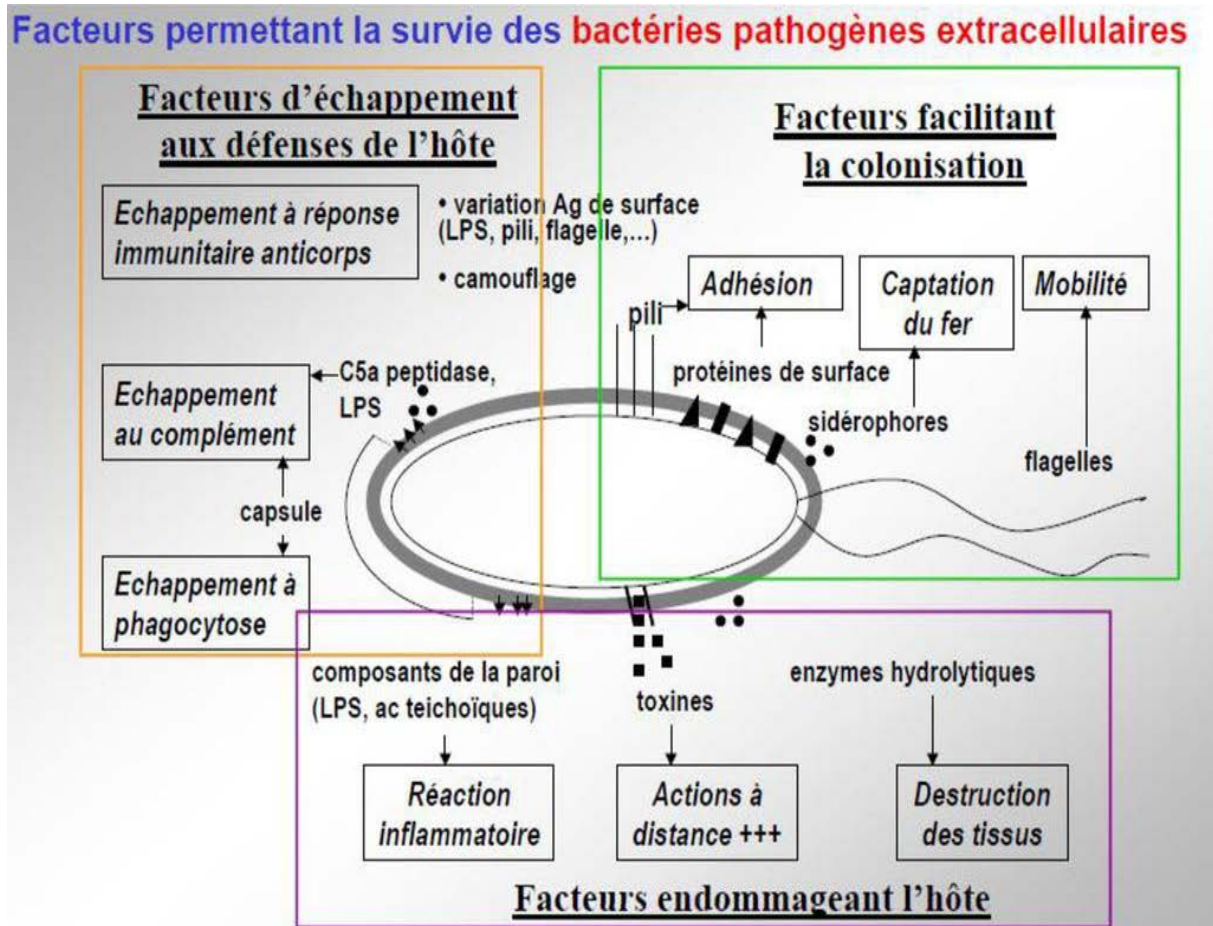 Facteurs permettant la survie des bactéries pathogènes extracellulaires
Facteurs d'échappement
aux défenses de l'hôte
Echappement à réponse
immunitaire anticorps
• variation Ag de surface
(LPS, pili, flagelle,...)
• camouflage
Echappement
au complément
C5a peptidase,
LPS
capsule
Echappement à
phagocytose
Facteurs facilitant
la colonisation
Adhésion
Captation
du fer
Mobilité
pili
protéines de surface
sidérophores
flagelles
composants de la paroi
(LPS, ac teichoïques)
toxines
enzymes hydrolytiques
Réaction
inflammatoire
Actions à
distance +++
Destruction
des tissus
Facteurs endommageant l'hôte